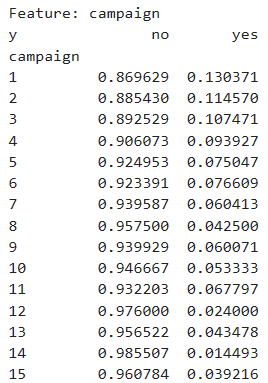 Feature: campaign
y no yes
campaign
1 0.869629 0.130371
2 0.885430 0.114570
3 0.892529 0.107471
4 0.906073 0.093927
5 0.924953 0.075047
6 0.923391 0.076609
7 0.939587 0.060413
8 0.957500 0.042500
9 0.939929 0.060071
10 0.946667 0.053333
11 0.932203 0.067797
12 0.976000 0.024000
13 0.956522 0.043478
14 0.985507 0.014493
15 0.960784 0.039216